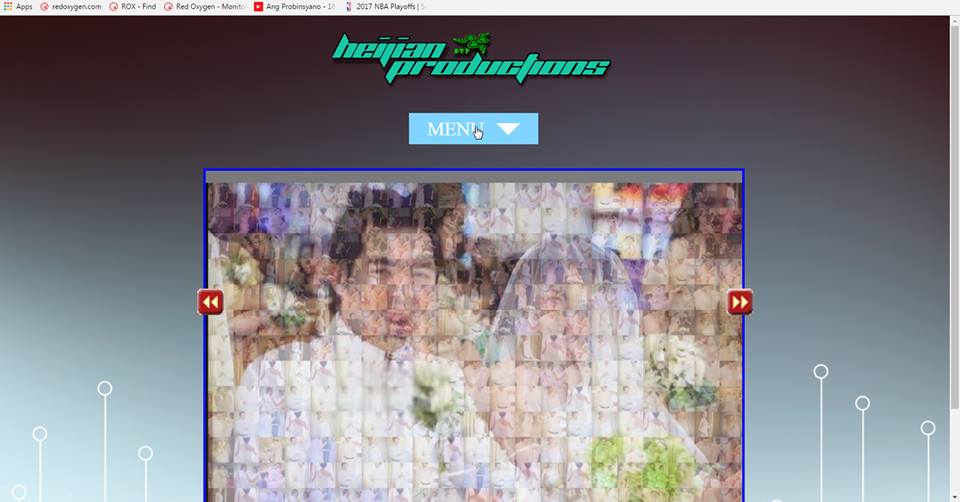 Apps redoxygen.com ROX - Find Red Oxygen - Monito Ang Probinsyano - 18 2017 NBA Playoffs | S
heijian
productions
MENU